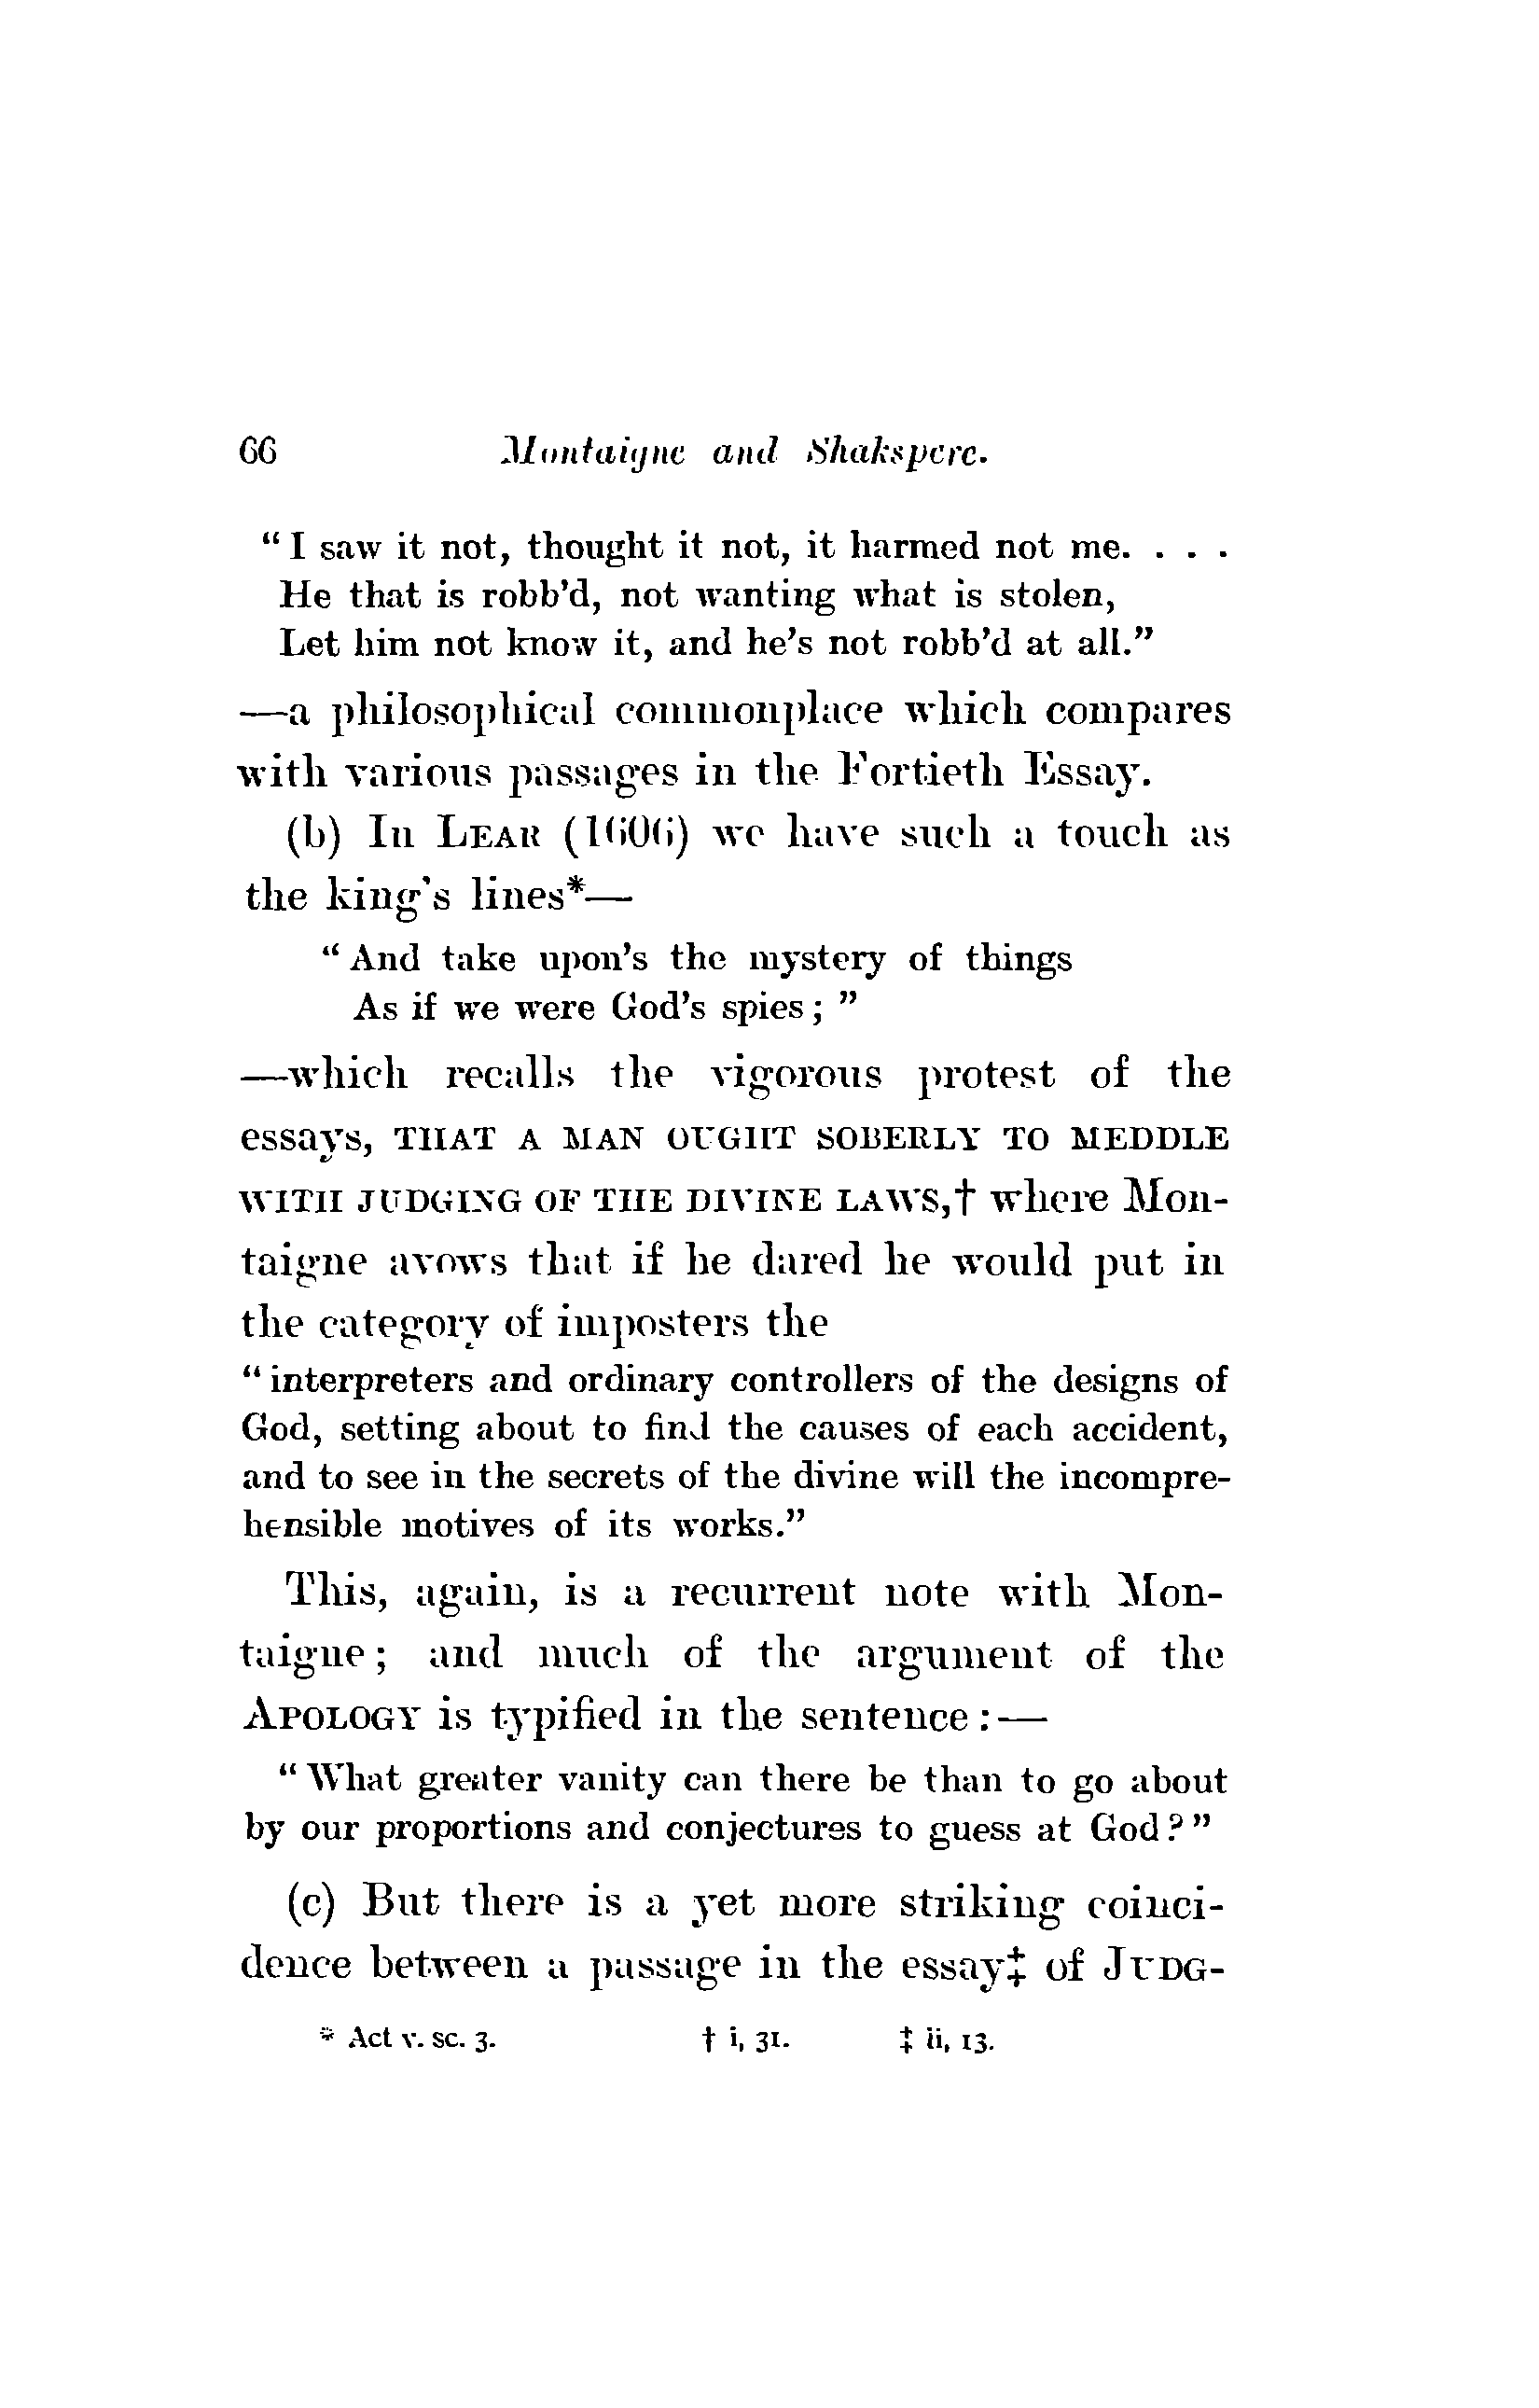 66 Montaigne and Shakspere.
“ I saw it not, thought it not, it harmed not me. . . .
He that is robb’d, not wanting what is stolen,
Let him not know it, and he’s not robb’d at all.”
—a philosophical commonplace which compares
with various passages in the Fortieth Essay.
(b) In LEAR (1606) we have such a touch as
the king’s lines*—
“ And take upon’s the mystery of things
As if we were God’s spies ; ”
—which recalls the vigorous protest of the
essays, THAT A MAN OUGHT SOBERLY TO MEDDLE
WITH JUDGING OF THE DIVINE LAWS,† where Mon-
taigne avows that if he dared he would put in
the category of imposters the
“ interpreters and ordinary controllers of the designs of
God, setting about to find the causes of each accident,
and to see in the secrets of the divine will the incompre-
hensible motives of its works.”
This, again, is a recurrent note with Mon-
taigne ; and much of the argument of the
APOLOGY is typified in the sentence :—
“ What greater vanity can there be than to go about
by our proportions and conjectures to guess at God ? ”
(c) But there is a yet more striking coinci-
dence between a passage in the essay‡ of JUDG-
* Act v. sc. 3. † i, 31. ‡ ii, 13.